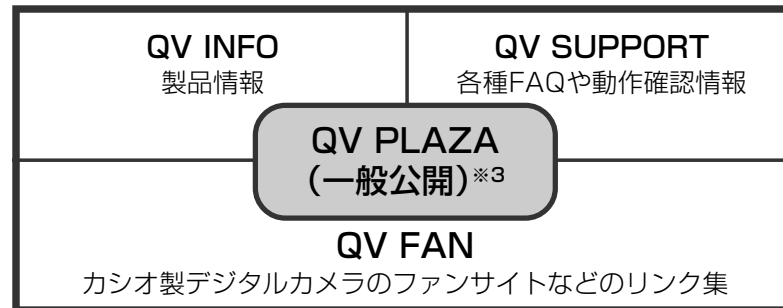 QV INFO
製品情報
QV SUPPORT
各種FAQや動作確認情報
QV PLAZA
（一般公開）※3
QV FAN
カシオ製デジタルカメラのファンサイトなどのリンク集